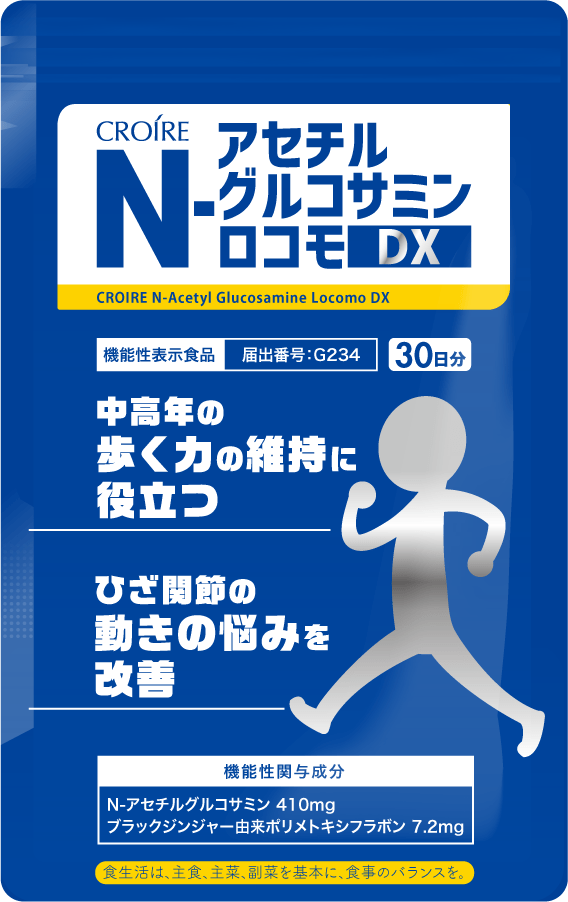 CROIRE
N-アセチル
グルコサミン
ロコモDX
CROIRE N-Acetyl Glucosamine Locomo DX
機能性表示食品 届出番号：G234 30日分
中高年の
歩く力の維持に
役立つ
ひざ関節の
動きの悩みを
改善
機能性関与成分
N-アセチルグルコサミン 410mg
ブラックジンジャー由来ポリメトキシフラボン 7.2mg
食生活は、主食、主菜、副菜を基本に、食事のバランスを。